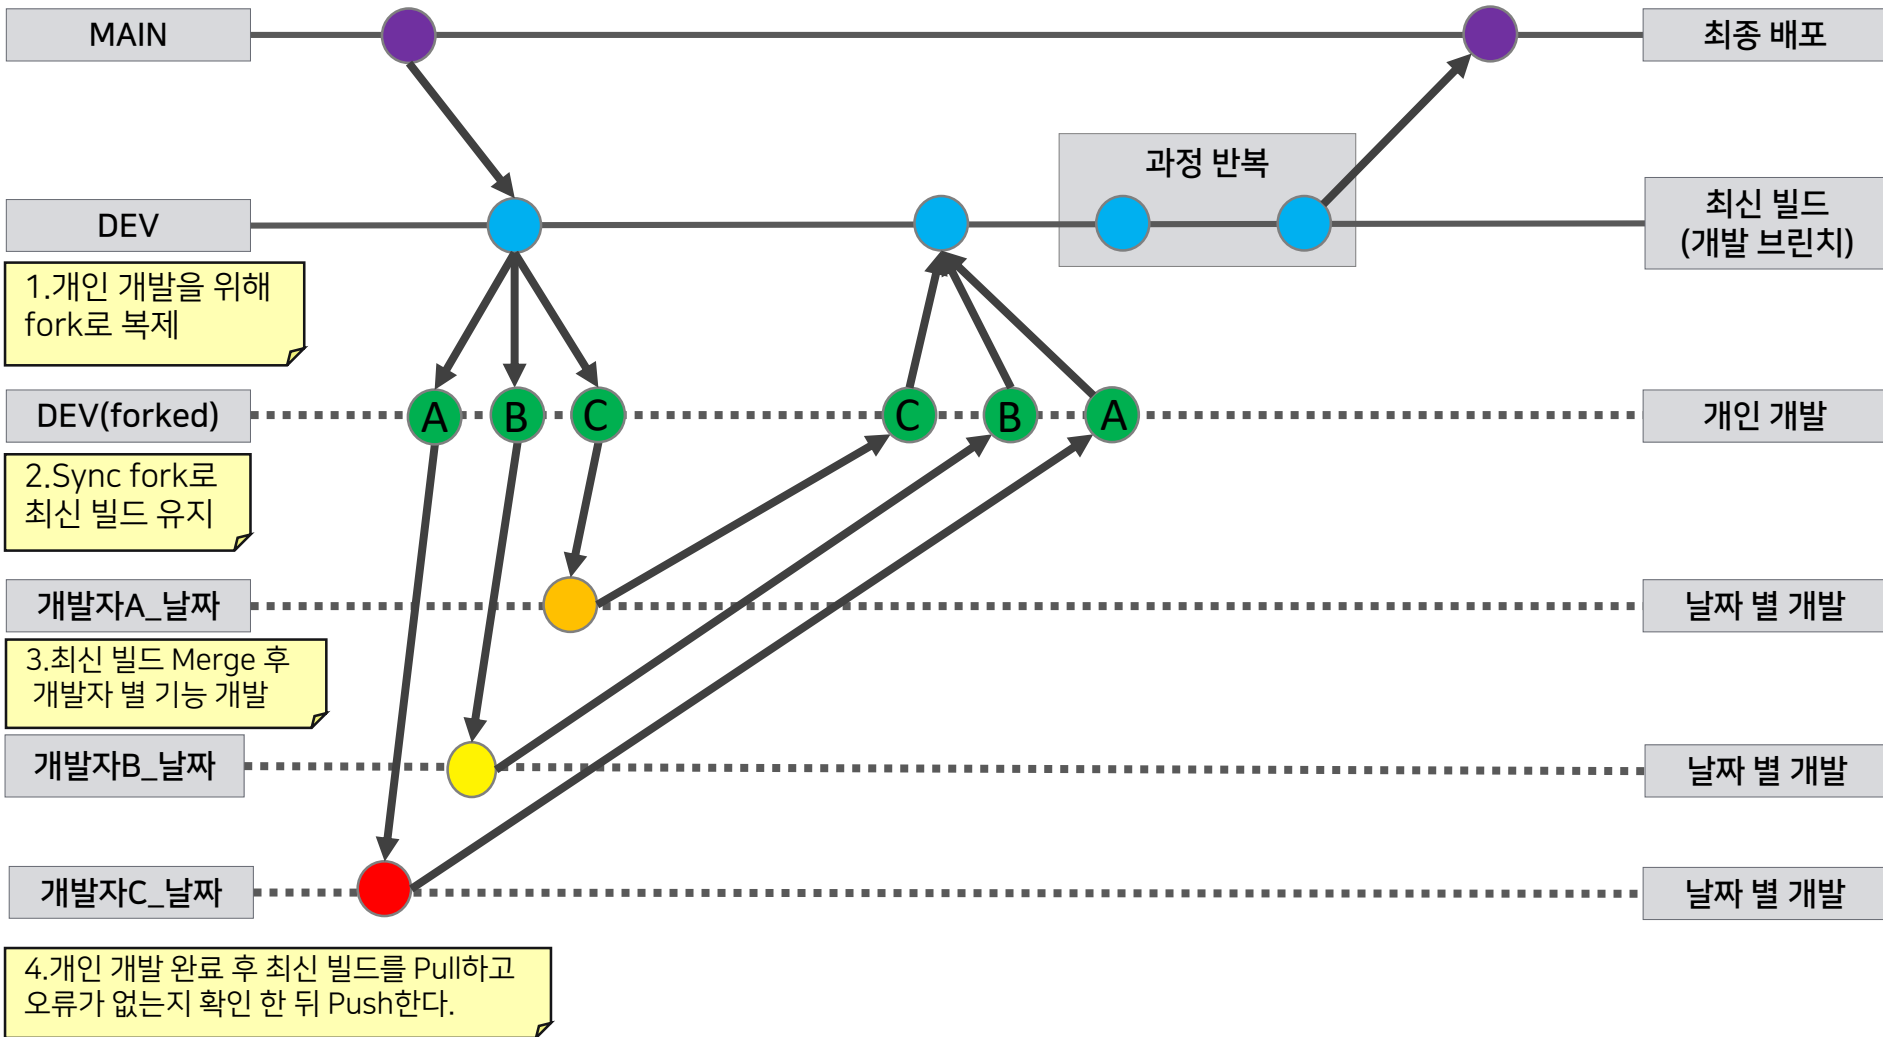 MAIN
최종 배포
과정 반복
DEV
최신 빌드
(개발 브린치)
1.개인 개발을 위해
fork로 복제
DEV(forked)
A
B
C
C
B
A
개인 개발
2.Sync fork로
최신 빌드 유지
개발자A_날짜
날짜 별 개발
3.최신 빌드 Merge 후
개발자 별 기능 개발
개발자B_날짜
날짜 별 개발
개발자C_날짜
날짜 별 개발
4.개인 개발 완료 후 최신 빌드를 Pull하고
오류가 없는지 확인 한 뒤 Push한다.